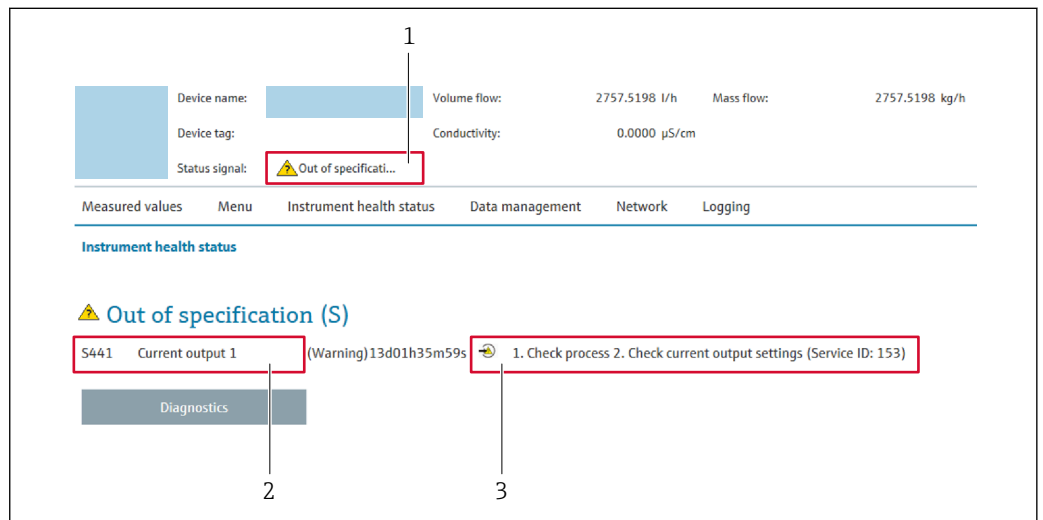 1
Device name: Volume flow: 2757.5198 l/h Mass flow: 2757.5198 kg/h
Device tag: Conductivity: 0.0000 µS/cm
Status signal: Out of specificati...
Measured values Menu Instrument health status Data management Network Logging
Instrument health status
Out of specification (S)
S441 Current output 1 (Warning)13d01h35m59s 1. Check process 2. Check current output settings (Service ID: 153)
Diagnostics
2 3